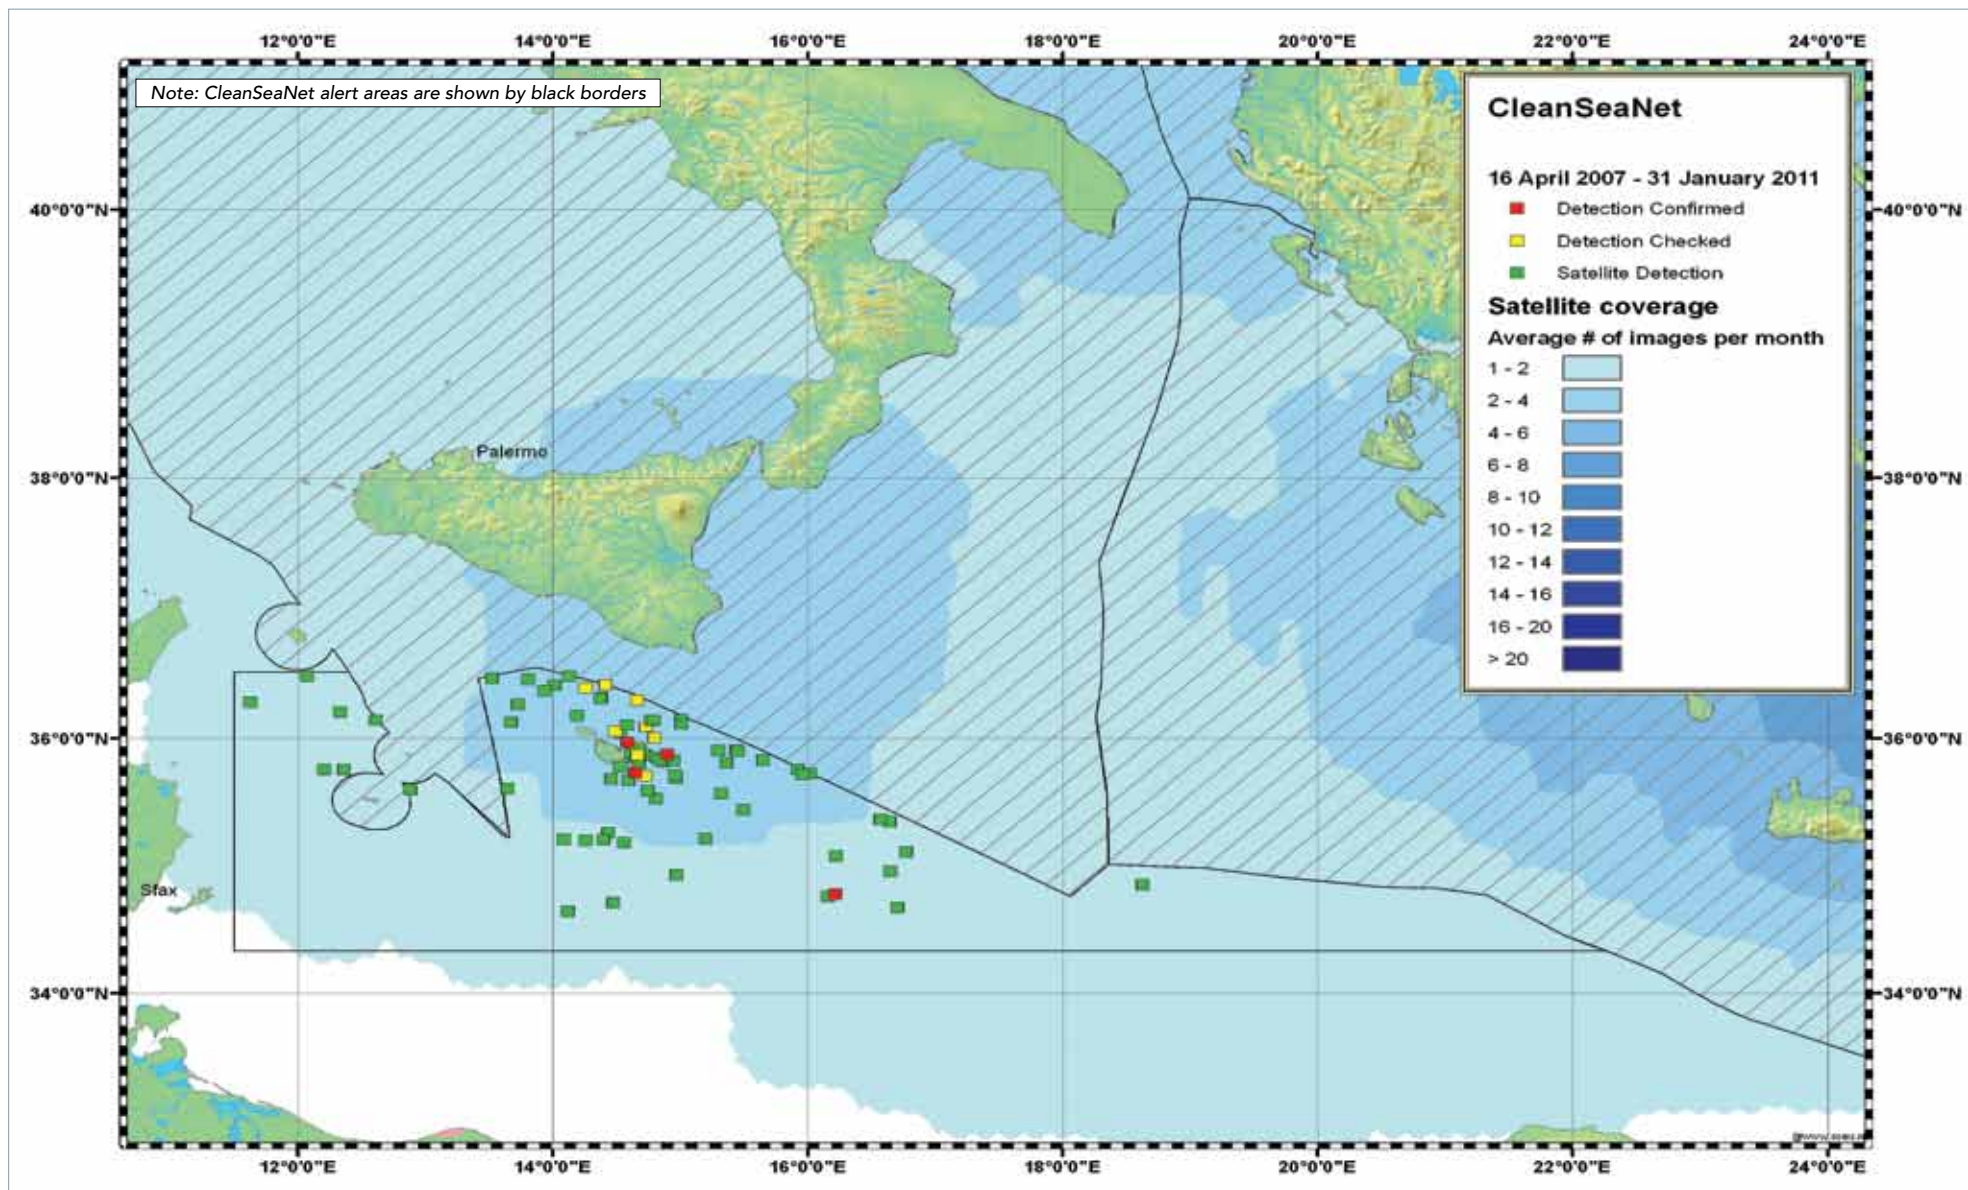 12°0'0"E 14°0'0"E 16°0'0"E 18°0'0"E 20°0'0"E 22°0'0"E 24°0'0"E
Note: CleanSeaNet alert areas are shown by black borders
CleanSeaNet
16 April 2007 - 31 January 2011
Detection Confirmed
Detection Checked
Satellite Detection
Satellite coverage
Average # of images per month
1 - 2
2 - 4
4 - 6
6 - 8
8 - 10
10 - 12
12 - 14
14 - 16
16 - 20
> 20
40°0'0"N 40°0'0"N
Palermo
38°0'0"N 38°0'0"N
36°0'0"N 36°0'0"N
Sfax
34°0'0"N 34°0'0"N
12°0'0"E 14°0'0"E 16°0'0"E 18°0'0"E 20°0'0"E 22°0'0"E 24°0'0"E